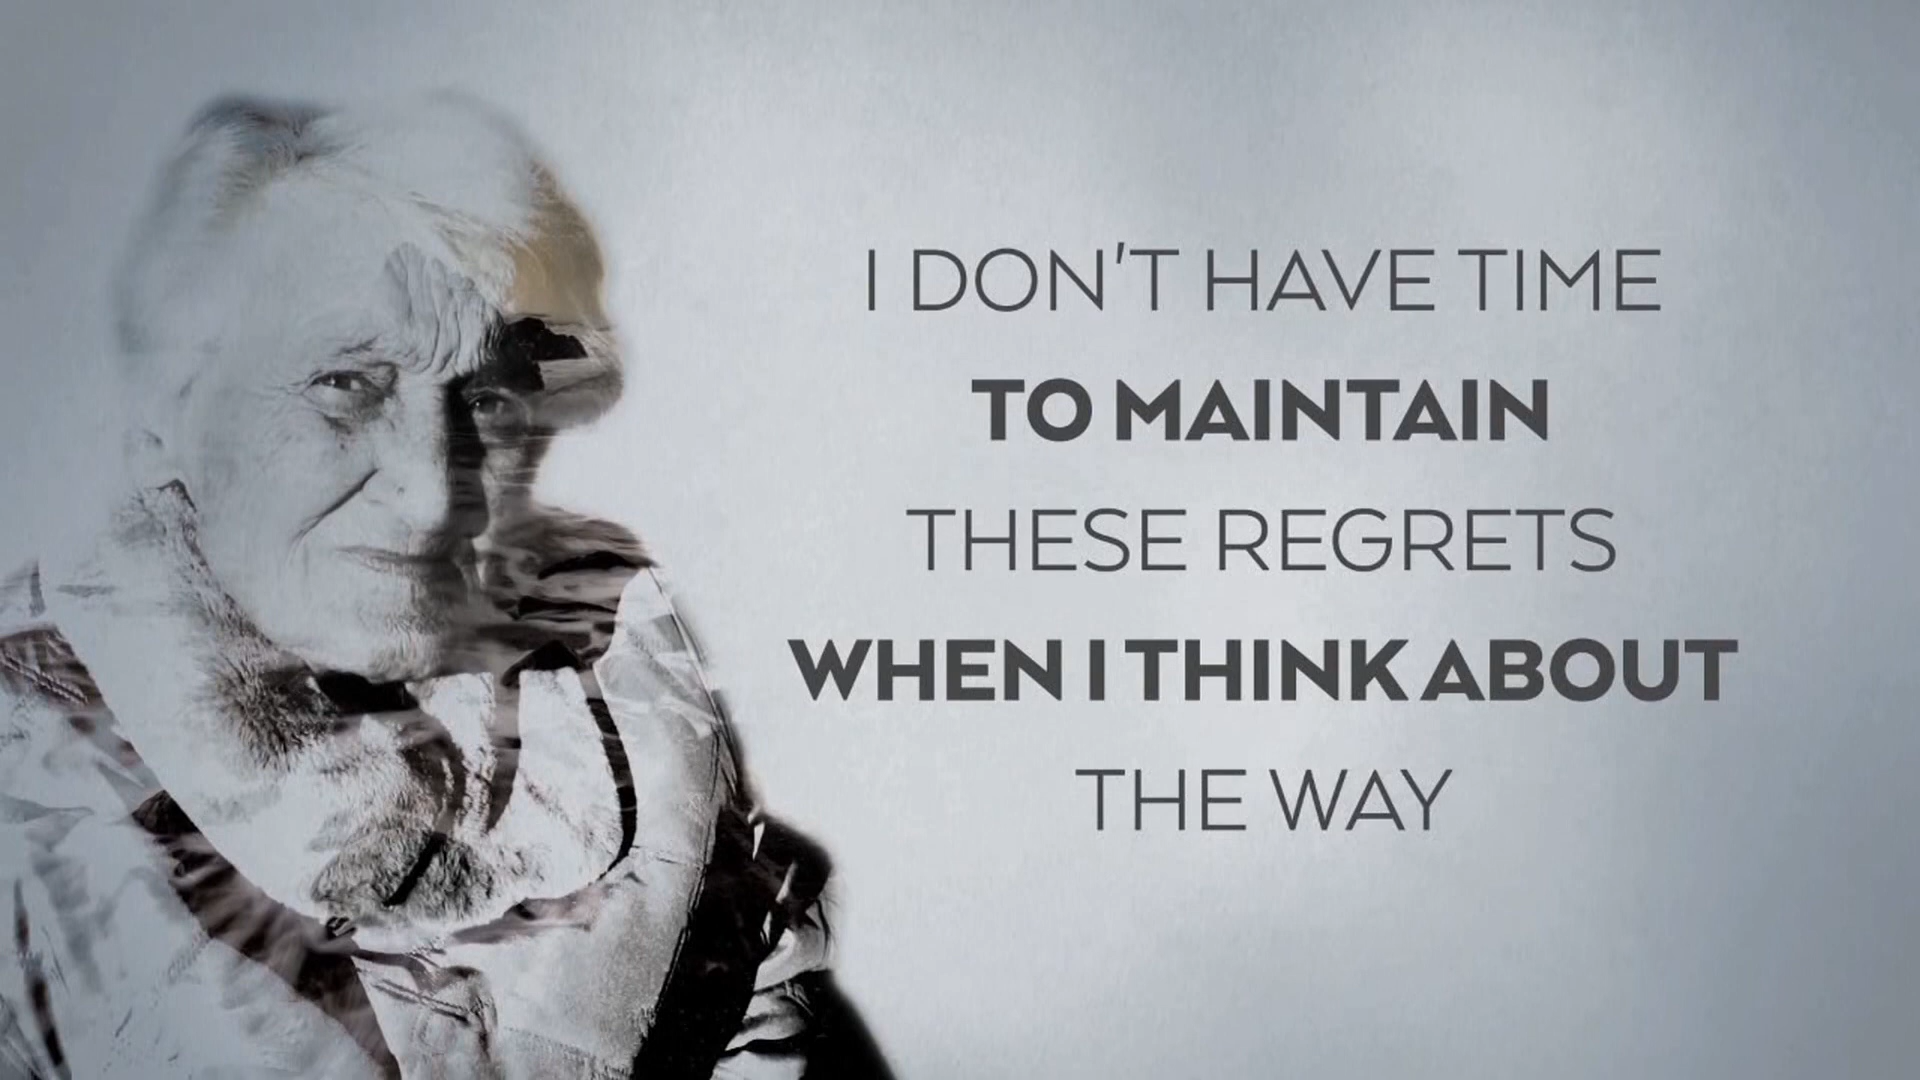 I DON'T HAVE TIME
TO MAINTAIN
THESE REGRETS
WHEN I THINK ABOUT
THE WAY